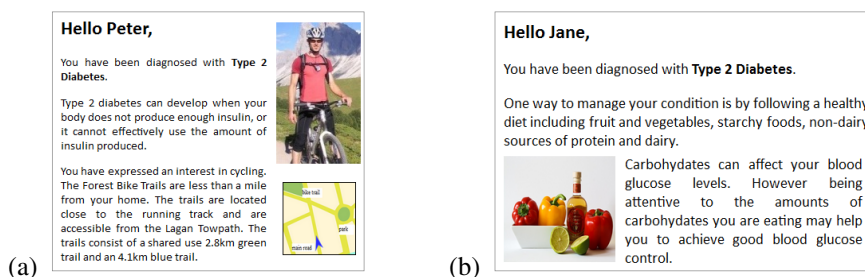 Hello Peter,
You have been diagnosed with Type 2
Diabetes.
Type 2 diabetes can develop when your
body does not produce enough insulin, or
it cannot effectively use the amount of
insulin produced.
You have expressed an interest in cycling.
The Forest Bike Trails are less than a mile
from your home. The trails are located
close to the running track and are
accessible from the Lagan Towpath. The
trails consist of a shared use 2.8km green
trail and an 4.1km blue trail.
bike trail
park
main road
(a)
Hello Jane,
You have been diagnosed with Type 2 Diabetes.
One way to manage your condition is by following a healthy
diet including fruit and vegetables, starchy foods, non-dairy
sources of protein and dairy.
Carbohydates can affect your blood
glucose levels. However being
attentive to the amounts of
carbohydrates you are eating may help
you to achieve good blood glucose
control.
(b)